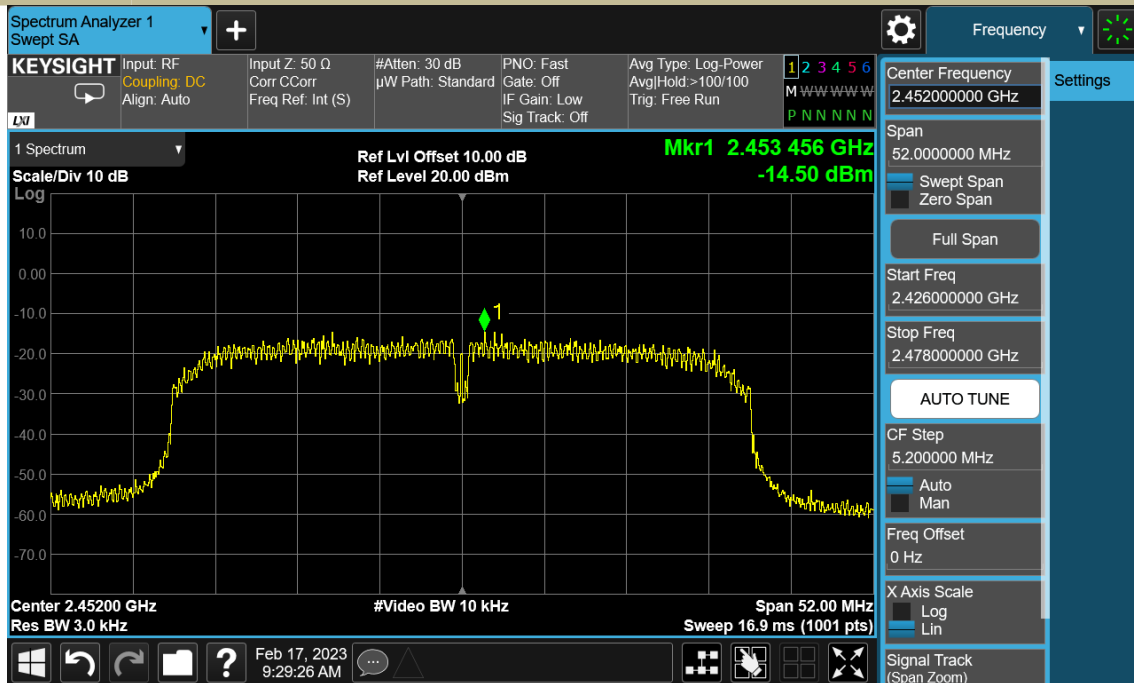 Spectrum Analyzer 1
Swept SA
Frequency
KEYSIGHT
Input: RF
Coupling: DC
Align: Auto
Input Z: 50 Ω
Corr CCorr
Freq Ref: Int (S)
#Atten: 30 dB
µW Path: Standard
PNO: Fast
Gate: Off
IF Gain: Low
Sig Track: Off
Avg Type: Log-Power
Avg|Hold:>100/100
Trig: Free Run
1 2 3 4 5 6
M W W W W W
P N N N N N
LXI
1 Spectrum
Scale/Div 10 dB
Log
Ref Lvl Offset 10.00 dB
Ref Level 20.00 dBm
Mkr1 2.453 456 GHz
-14.50 dBm
1
10.0
0.00
-10.0
-20.0
-30.0
-40.0
-50.0
-60.0
-70.0
Center 2.45200 GHz
Res BW 3.0 kHz
#Video BW 10 kHz
Span 52.00 MHz
Sweep 16.9 ms (1001 pts)
Feb 17, 2023
9:29:26 AM
?
Center Frequency
2.452000000 GHz
Span
52.0000000 MHz
Swept Span
Zero Span
Full Span
Start Freq
2.426000000 GHz
Stop Freq
2.478000000 GHz
AUTO TUNE
CF Step
5.200000 MHz
Auto
Man
Freq Offset
0 Hz
X Axis Scale
Log
Lin
Signal Track
(Span Zoom)
Settings